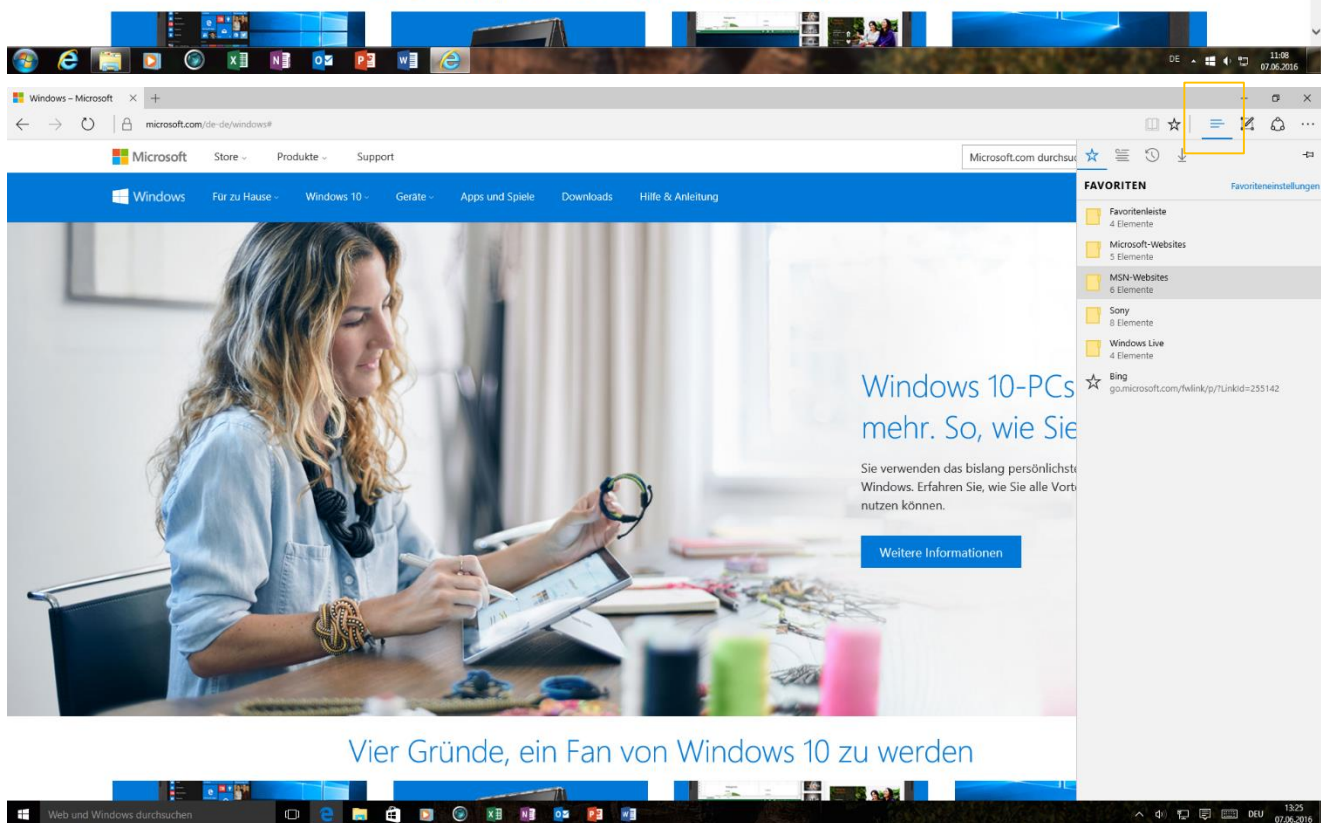 DE
11:08
07.06.2016
Windows – Microsoft
microsoft.com/de-de/windows#
Microsoft Store Produkte Support
Microsoft.com durchsu
Windows Für zu Hause Windows 10 Geräte Apps und Spiele Downloads Hilfe & Anleitung
FAVORITEN Favoriteneinstellungen
Favoritenleiste
4 Elemente
Microsoft-Websites
5 Elemente
MSN-Websites
6 Elemente
Sony
8 Elemente
Windows Live
4 Elemente
Bing
go.microsoft.com/fwlink/p/?LinkId=255142
Windows 10-PCs
mehr. So, wie Sie
Sie verwenden das bislang persönlichste
Windows. Erfahren Sie, wie Sie alle Vorte
nutzen können.
Weitere Informationen
Vier Gründe, ein Fan von Windows 10 zu werden
Web und Windows durchsuchen
DEU
13:25
07.06.2016